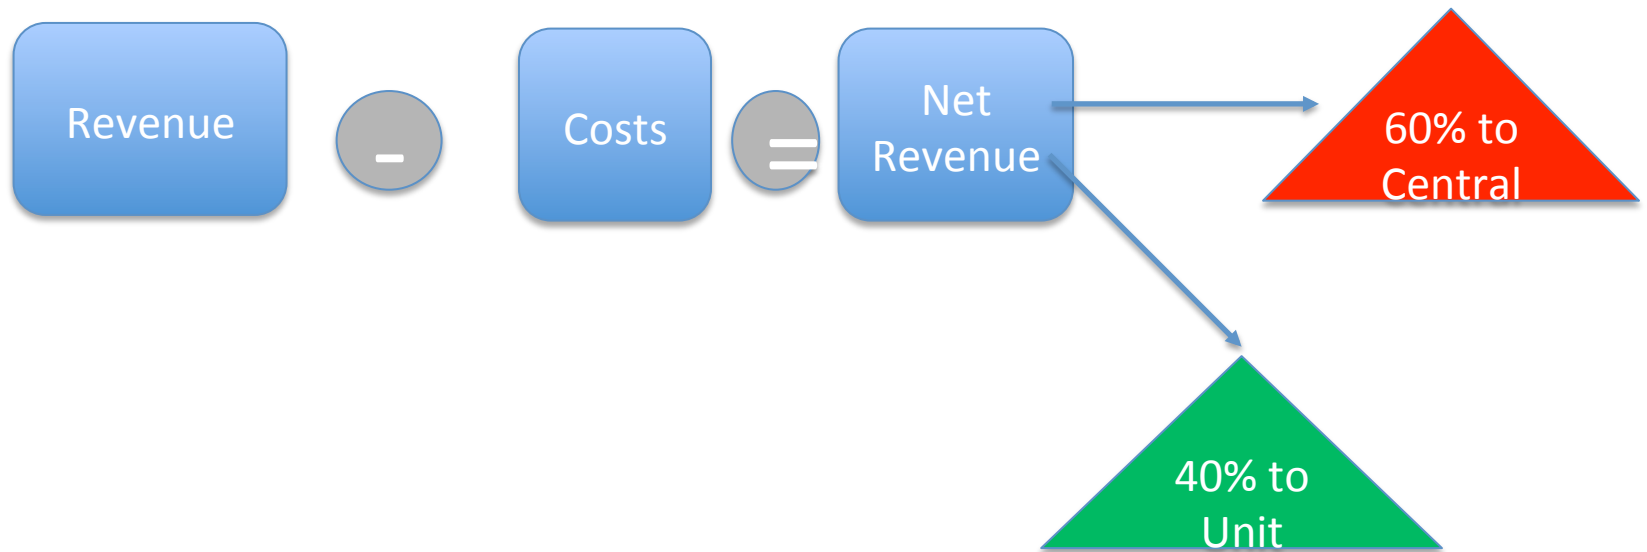 Revenue
-
Costs
=
Net
Revenue
60% to
Central
40% to
Unit